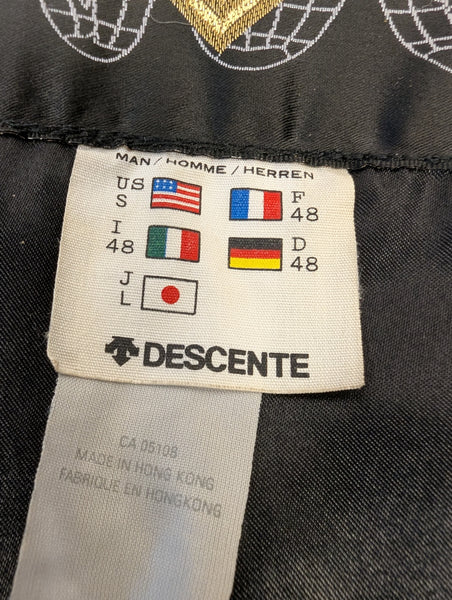 MAN/HOMME/HERREN
US F
S 48
I D
48 48
J
L
DESCENTE
CA 05108
MADE IN HONG KONG
FABRIQUE EN HONGKONG